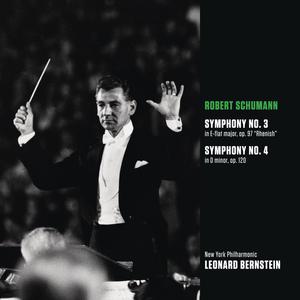 ROBERT SCHUMANN
SYMPHONY NO. 3
in E-flat major, op. 97 "Rhenish"
SYMPHONY NO. 4
in D minor, op. 120
New York Philharmonic
LEONARD BERNSTEIN